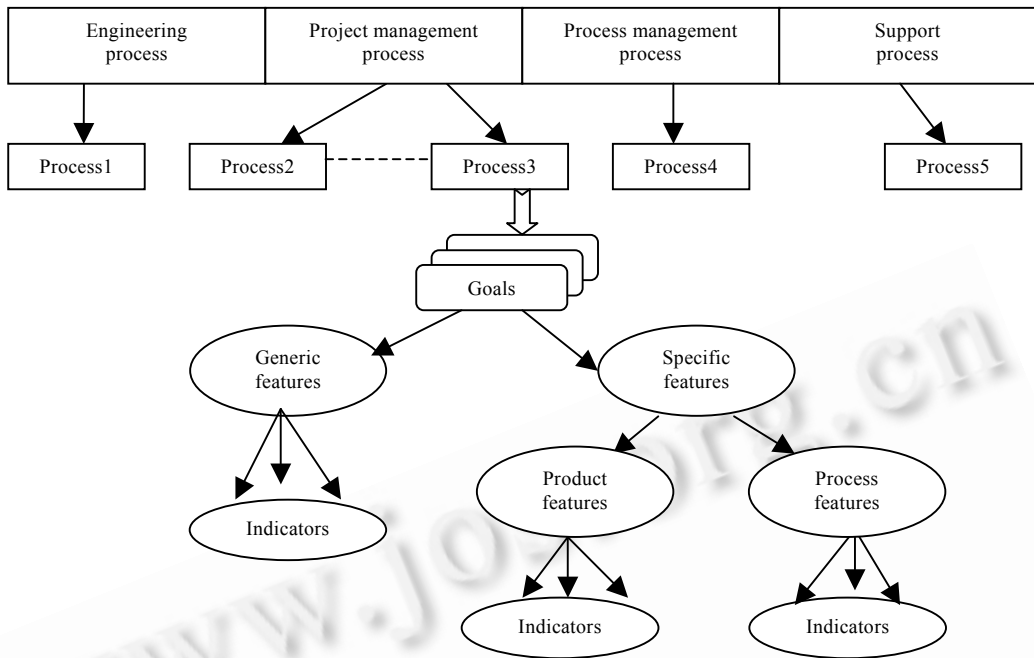 Engineering
process
Project management
process
Process management
process
Support
process
Process1
Process2
Process3
Process4
Process5
Goals
Generic
features
Specific
features
Product
features
Process
features
Indicators
Indicators
Indicators